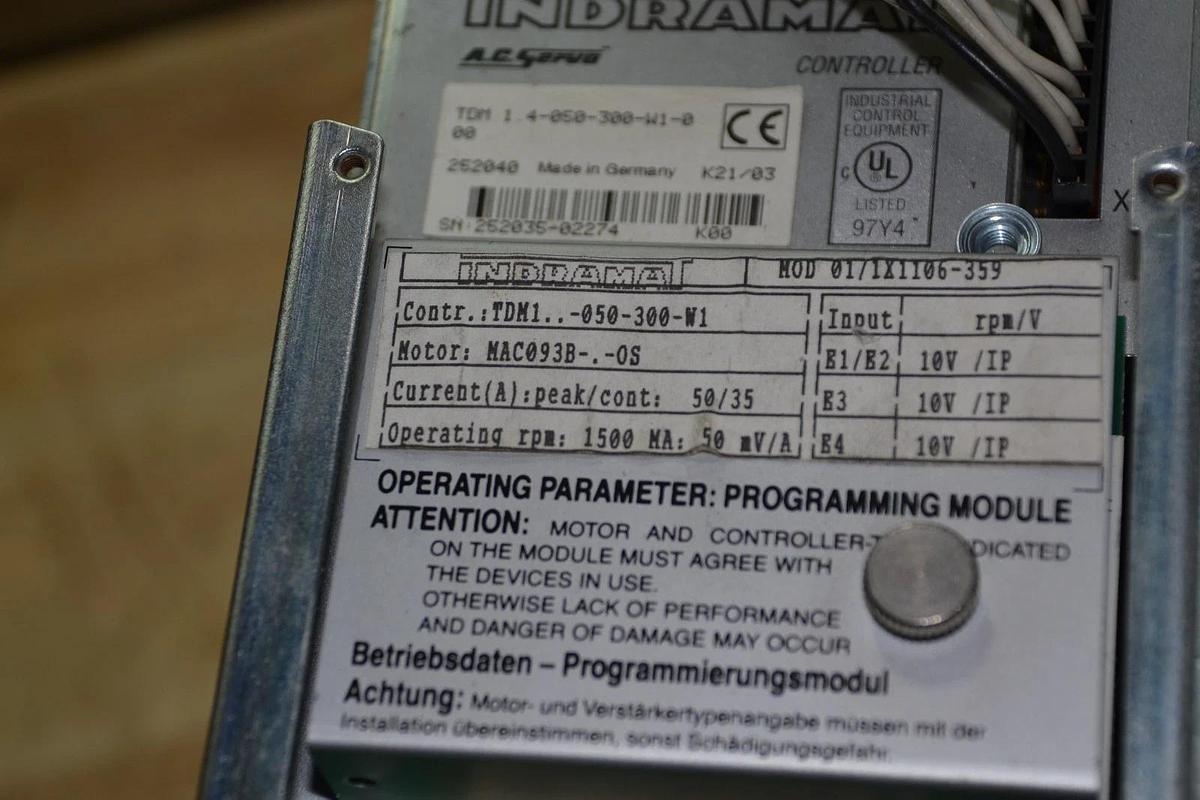 INDRAMAT
A.C. Servo
CONTROLLER
TDM 1.4-050-300-W1-0
00
CE
252040 Made in Germany K21/03
SN:252035-02274 K00
INDUSTRIAL
CONTROL
EQUIPMENT
C UL
LISTED
97Y4
X
INDRAMAT MOD 01/1X1106-359
Contr.:TDM1..-050-300-W1 Input rpm/V
Motor: MAC093B-.-OS E1/E2 10V /IP
Current(A):peak/cont: 50/35 E3 10V /IP
Operating rpm: 1500 MA: 50 mV/A E4 10V /IP
OPERATING PARAMETER: PROGRAMMING MODULE
ATTENTION: MOTOR AND CONTROLLER-
ON THE MODULE MUST AGREE WITH
THE DEVICES IN USE.
OTHERWISE LACK OF PERFORMANCE
AND DANGER OF DAMAGE MAY OCCUR
Betriebsdaten – Programmierungsmodul
Achtung: Motor- und Verstärkertypenangabe müssen mit der
Installation übereinstimmen, sonst Schädigungsgefahr.